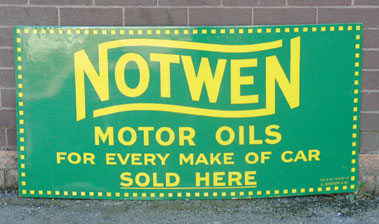 NOTWEN
MOTOR OILS
FOR EVERY MAKE OF CAR
SOLD HERE